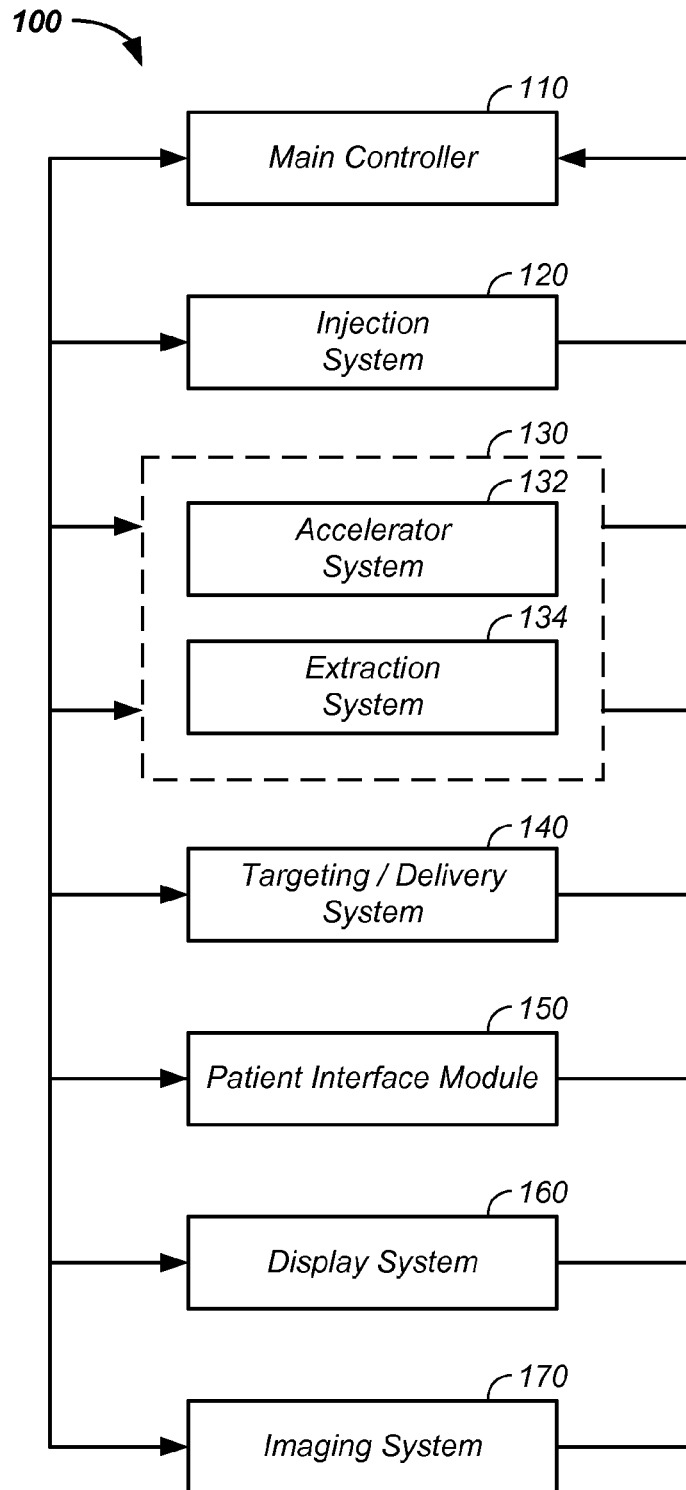 100
110
Main Controller
120
Injection
System
130
132
Accelerator
System
134
Extraction
System
140
Targeting / Delivery
System
150
Patient Interface Module
160
Display System
170
Imaging System